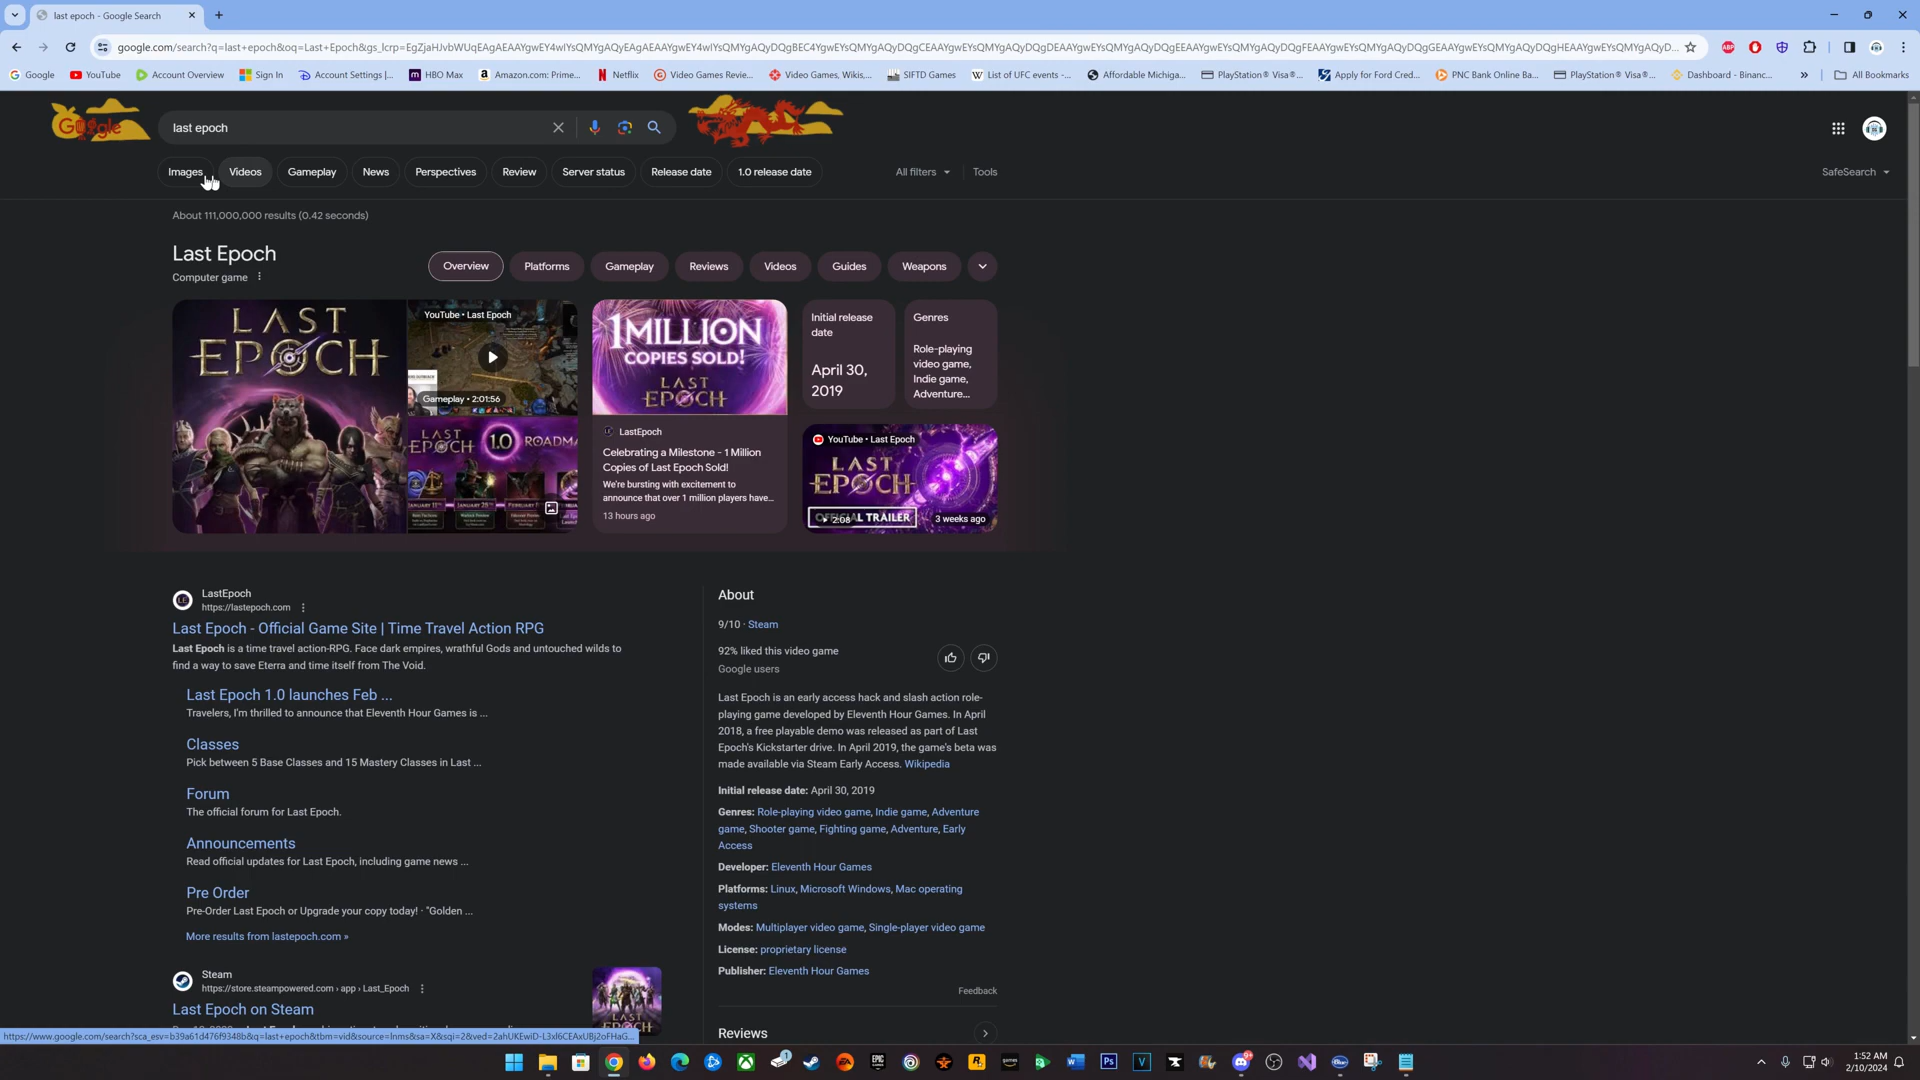 last epoch - Google Search
google.com/search?q=last+epoch&oq=Last+Epoch&gs_lcrp=
Google YouTube Account Overview Sign In Account Settings |... HBO Max Amazon.com: Prime... Netflix Video Games Revie... Video Games, Wikis,... SIFTD Games List of UFC events -... Affordable Michiga... PlayStation® Visa®... Apply for Ford Cred... PNC Bank Online Ba... PlayStation® Visa®... Dashboard - Binanc... » All Bookmarks
Google
last epoch
Images Videos Gameplay News Perspectives Review Server status Release date 1.0 release date All filters Tools SafeSearch
About 111,000,000 results (0.42 seconds)
Last Epoch
Computer game
Overview Platforms Gameplay Reviews Videos Guides Weapons
LAST
EPOCH
YouTube • Last Epoch
Gameplay • 2:01:56
LAST
EPOCH 1.0 ROADMA
1 MILLION
COPIES SOLD!
LAST
EPOCH
LastEpoch
Celebrating a Milestone - 1 Million
Copies of Last Epoch Sold!
We're bursting with excitement to
announce that over 1 million players have...
13 hours ago
Initial release
date
April 30,
2019
Genres
Role-playing
video game,
Indie game,
Adventure...
YouTube • Last Epoch
LAST
EPOCH
OFFICIAL TRAILER
2:08
3 weeks ago
LastEpoch
https://lastepoch.com
Last Epoch - Official Game Site | Time Travel Action RPG
Last Epoch is a time travel action-RPG. Face dark empires, wrathful Gods and untouched wilds to
find a way to save Eterra and time itself from The Void.
Last Epoch 1.0 launches Feb ...
Travelers, I'm thrilled to announce that Eleventh Hour Games is ...
Classes
Pick between 5 Base Classes and 15 Mastery Classes in Last ...
Forum
The official forum for Last Epoch.
Announcements
Read official updates for Last Epoch, including game news ...
Pre Order
Pre-Order Last Epoch or Upgrade your copy today! · "Golden ...
More results from lastepoch.com »
Steam
https://store.steampowered.com › app › Last_Epoch
Last Epoch on Steam
LAST
EPOCH
About
9/10 · Steam
92% liked this video game
Google users
Last Epoch is an early access hack and slash action role-
playing game developed by Eleventh Hour Games. In April
2018, a free playable demo was released as part of Last
Epoch's Kickstarter drive. In April 2019, the game's beta was
made available via Steam Early Access. Wikipedia
Initial release date: April 30, 2019
Genres: Role-playing video game, Indie game, Adventure
game, Shooter game, Fighting game, Adventure, Early
Access
Developer: Eleventh Hour Games
Platforms: Linux, Microsoft Windows, Mac operating
systems
Modes: Multiplayer video game, Single-player video game
License: proprietary license
Publisher: Eleventh Hour Games
Feedback
Reviews
1:52 AM
2/10/2024